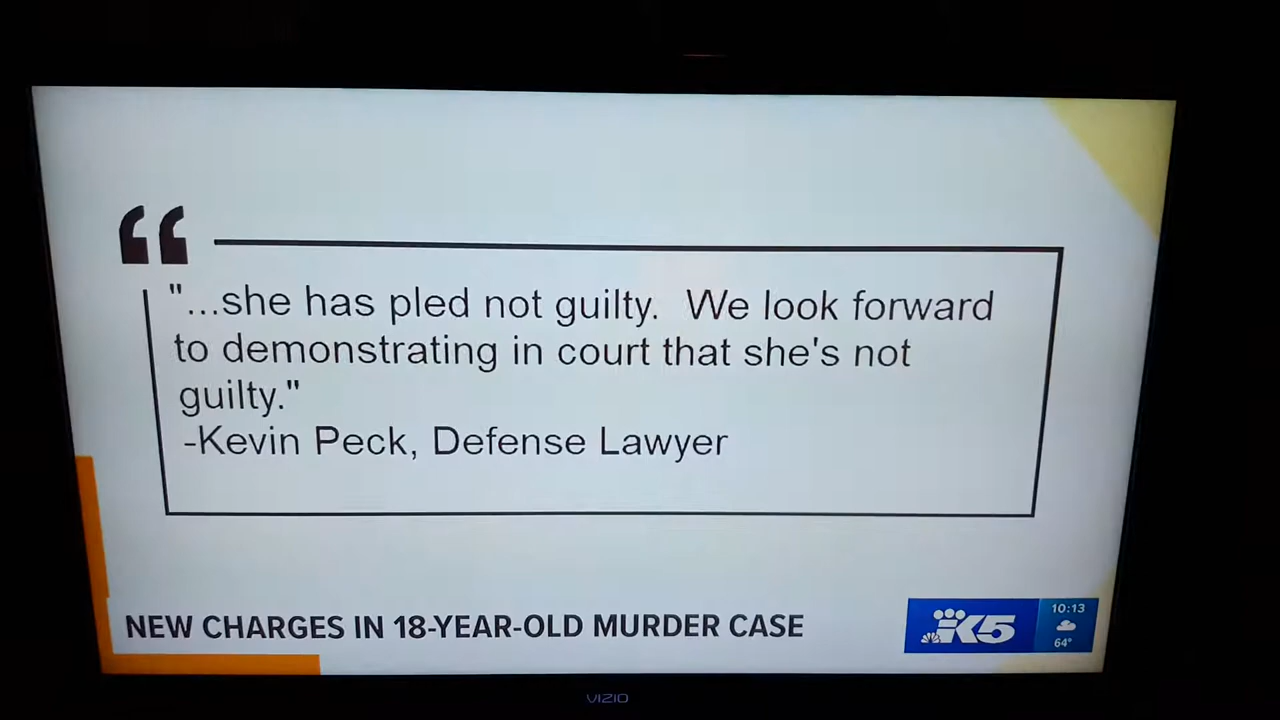 "...she has pled not guilty.  We look forward
to demonstrating in court that she's not
guilty."
-Kevin Peck, Defense Lawyer
NEW CHARGES IN 18-YEAR-OLD MURDER CASE
K5
10:13
64°
VIZIO